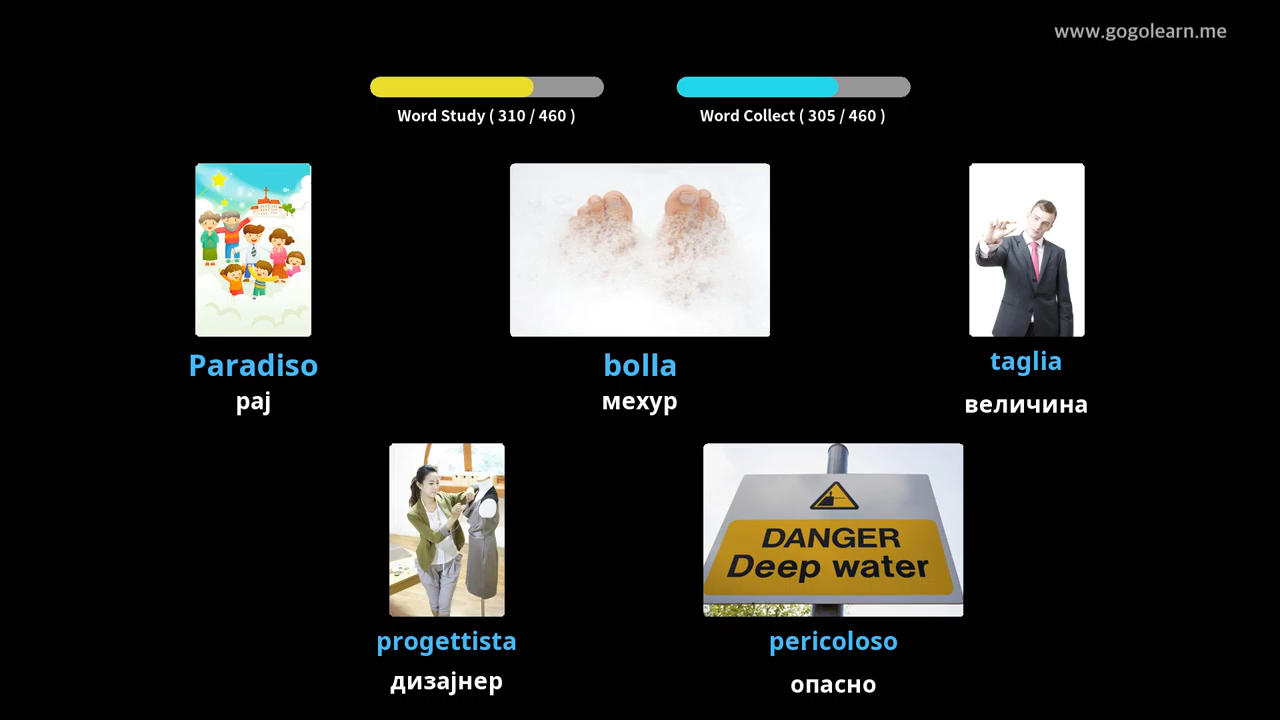 www.gogolearn.me
Word Study ( 310 / 460 )
Word Collect ( 305 / 460 )
Paradiso
рај
bolla
мехур
taglia
величина
DANGER
Deep water
progettista
дизајнер
pericoloso
опасно